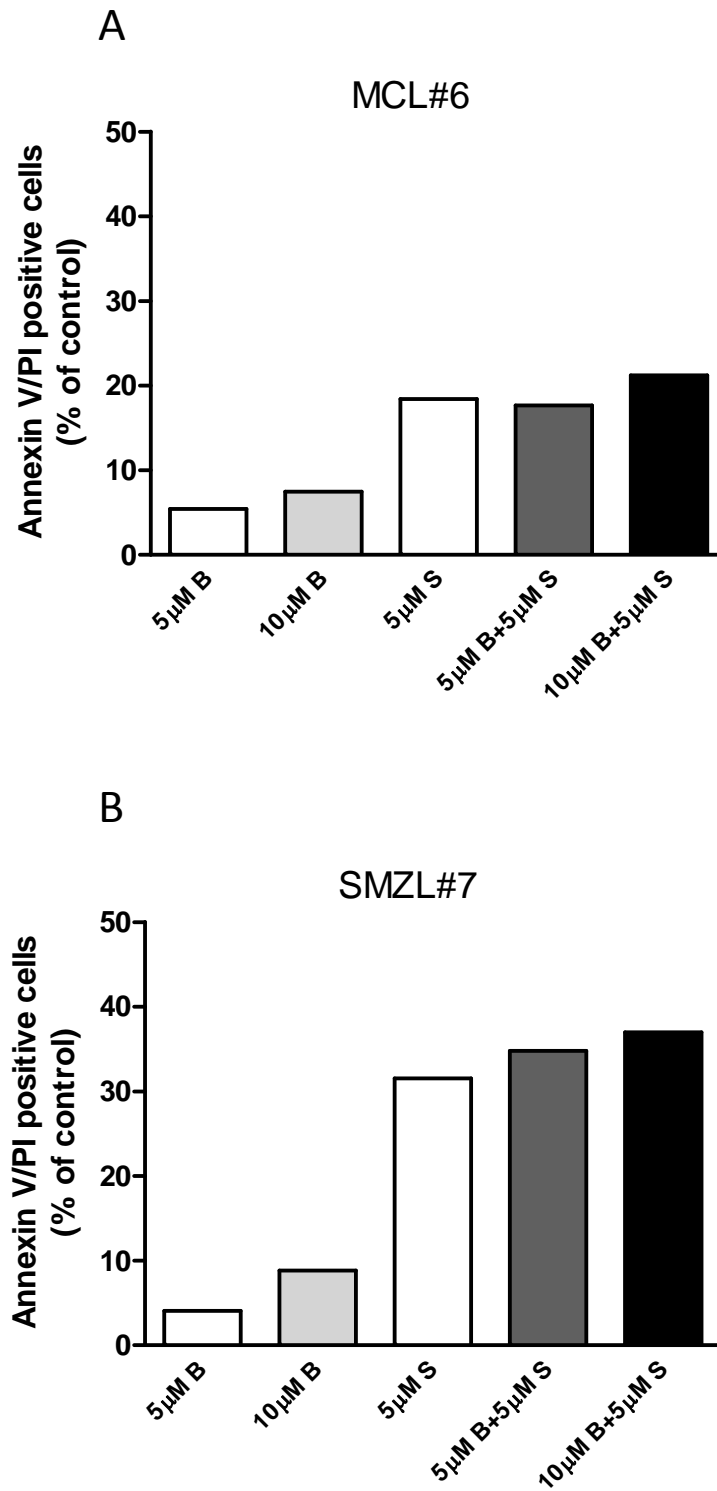 A
MCL#6
Annexin V/PI positive cells
(% of control)
50
40
30
20
10
0
5μM B
10μM B
5μM S
5μM B+5μM S
10μM B+5μM S
B
SMZL#7
Annexin V/PI positive cells
(% of control)
50
40
30
20
10
0
5μM B
10μM B
5μM S
5μM B+5μM S
10μM B+5μM S